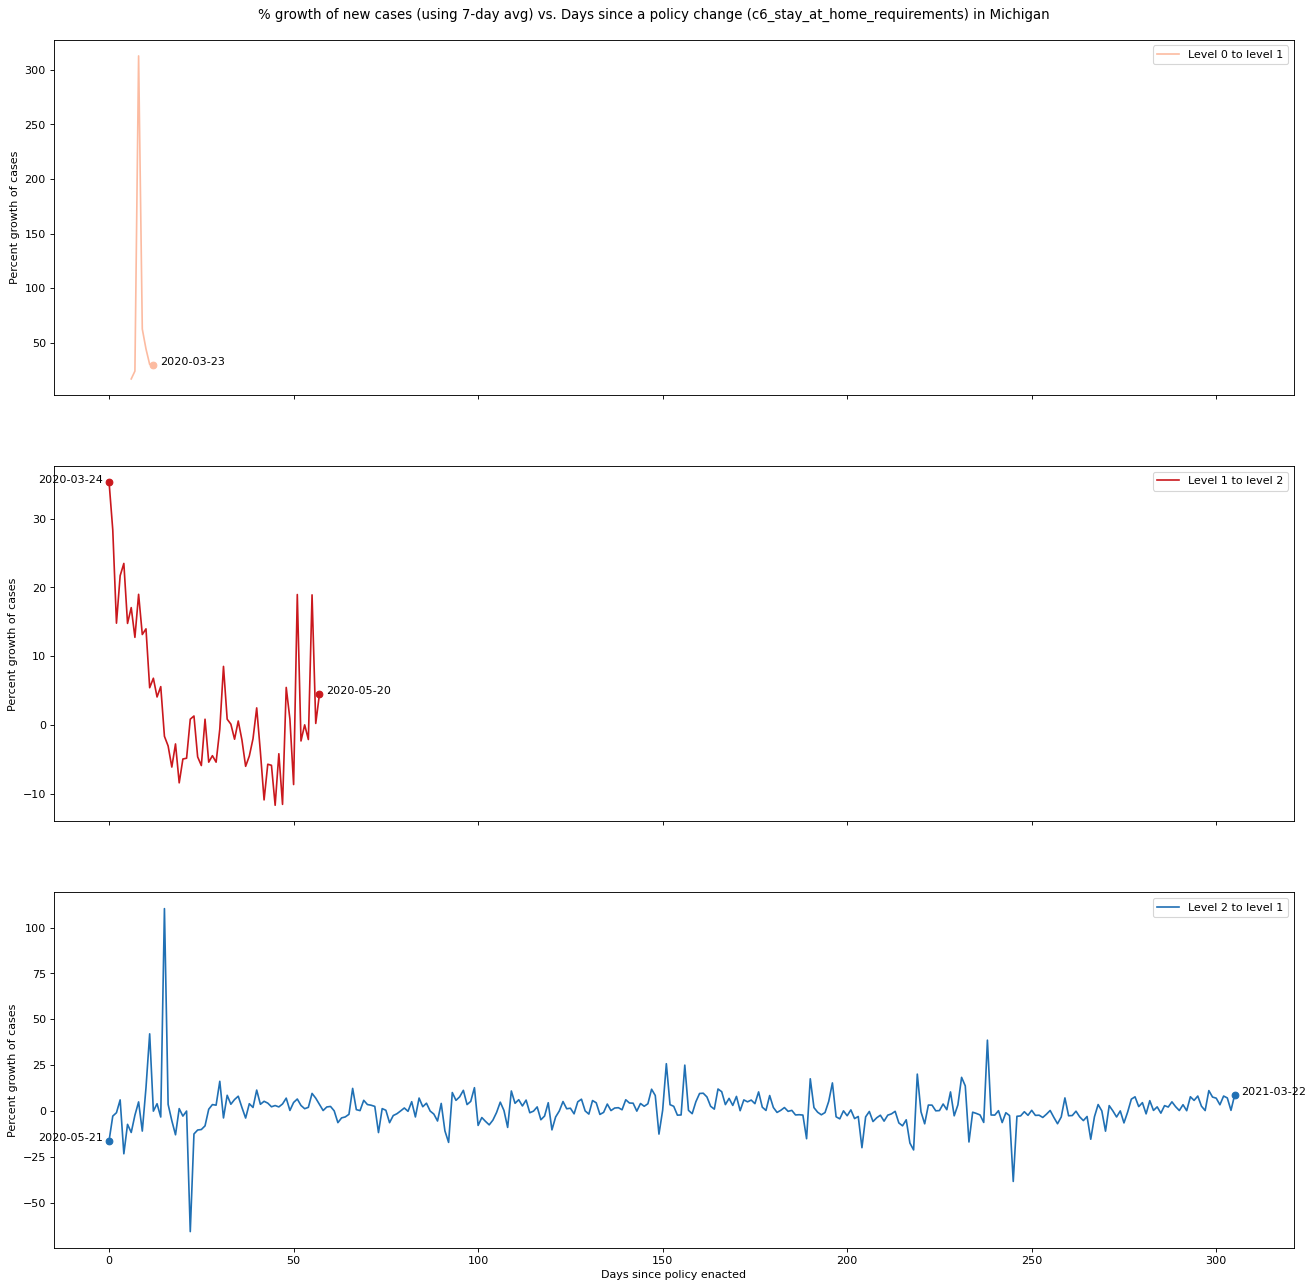 % growth of new cases (using 7-day avg) vs. Days since a policy change (c6_stay_at_home_requirements) in Michigan
Level 0 to level 1
300
250
200
150
100
50
Percent growth of cases
2020-03-23
Level 1 to level 2
2020-03-24
30
20
10
0
−10
Percent growth of cases
2020-05-20
Level 2 to level 1
100
75
50
25
0
−25
−50
Percent growth of cases
2020-05-21
2021-03-22
0 50 100 150 200 250 300
Days since policy enacted